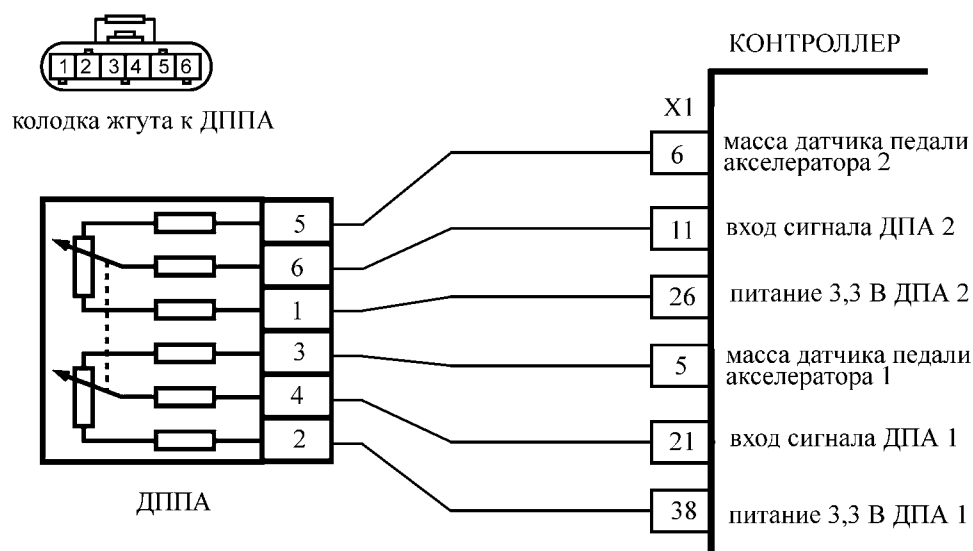 1 2 3 4 5 6
колодка жгута к ДППА
КОНТРОЛЛЕР
X1
5
6
масса датчика педали
акселератора 2
6
11
вход сигнала ДПА 2
1
26
питание 3,3 В ДПА 2
3
5
масса датчика педали
акселератора 1
4
21
вход сигнала ДПА 1
2
38
питание 3,3 В ДПА 1
ДППА